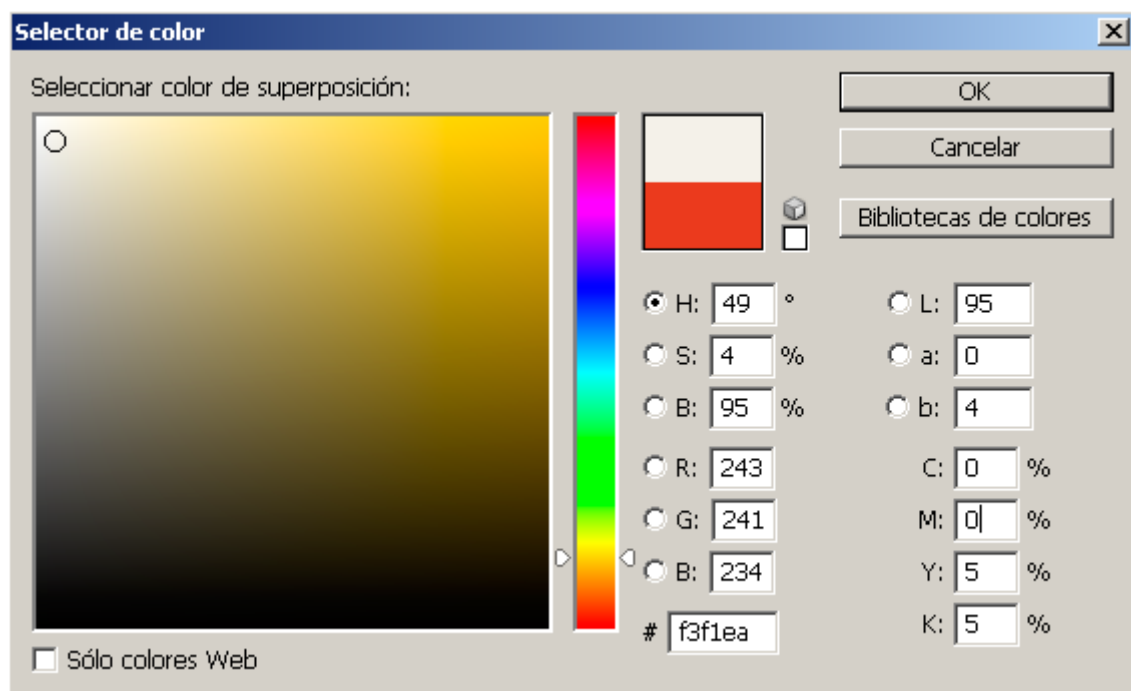 Selector de color
Seleccionar color de superposición:
OK
Cancelar
Bibliotecas de colores
H: 49 °
L: 95
S: 4 %
a: 0
B: 95 %
b: 4
R: 243
C: 0 %
G: 241
M: 0 %
B: 234
Y: 5 %
# f3f1ea
K: 5 %
Sólo colores Web